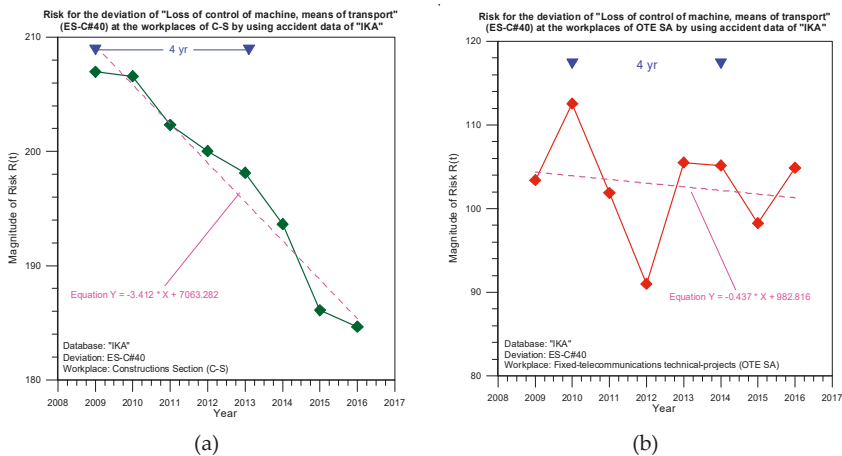 Risk for the deviation of "Loss of control of machine, means of transport"
(ES-C#40) at the workplaces of C-S by using accident data of "IKA"
210
200
190
180
Magnitude of Risk R(t)
4 yr
Equation Y = -3.412 * X + 7063.282
Database: "IKA"
Deviation: ES-C#40
Workplace: Constructions Section (C-S)
2008 2009 2010 2011 2012 2013 2014 2015 2016 2017
Year
(a)
Risk for the deviation of "Loss of control of machine, means of transport"
(ES-C#40) at the workplaces of OTE SA by using accident data of "IKA"
120
110
100
90
80
Magnitude of Risk R(t)
4 yr
Equation Y = -0.437 * X + 982.816
Database: "IKA"
Deviation: ES-C#40
Workplace: Fixed-telecommunications technical-projects (OTE SA)
2008 2009 2010 2011 2012 2013 2014 2015 2016 2017
Year
(b)